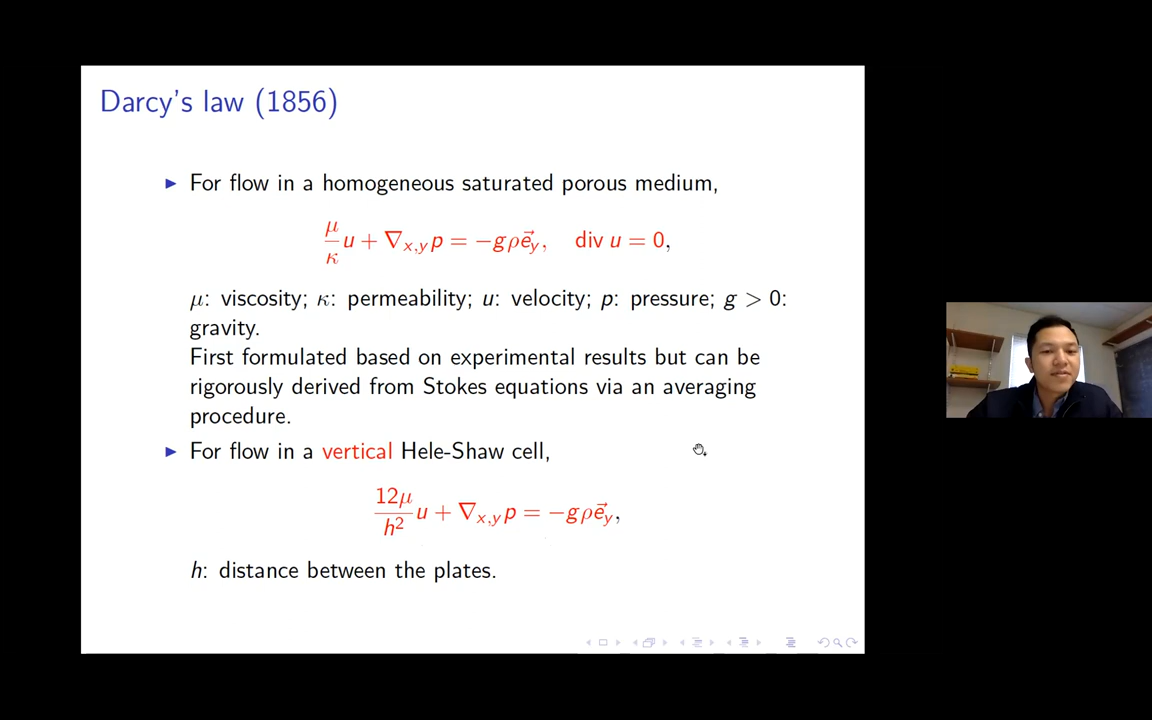 Darcy's law (1856)
▶ For flow in a homogeneous saturated porous medium,
μ/κ u + ∇x,y p = −gρe⃗y,   div u = 0,
μ: viscosity; κ: permeability; u: velocity; p: pressure; g > 0:
gravity.
First formulated based on experimental results but can be
rigorously derived from Stokes equations via an averaging
procedure.
▶ For flow in a vertical Hele-Shaw cell,
12μ/h² u + ∇x,y p = −gρe⃗y,
h: distance between the plates.